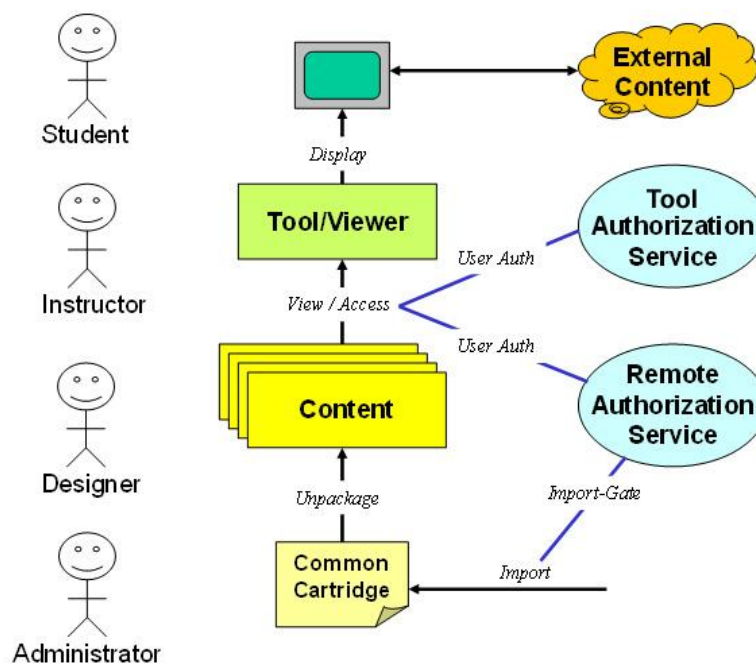 Student
External
Content
Display
Tool/Viewer
Tool
Authorization
Service
User Auth
Instructor
View / Access
User Auth
Content
Remote
Authorization
Service
Designer
Unpackage
Import-Gate
Common
Cartridge
Import
Administrator